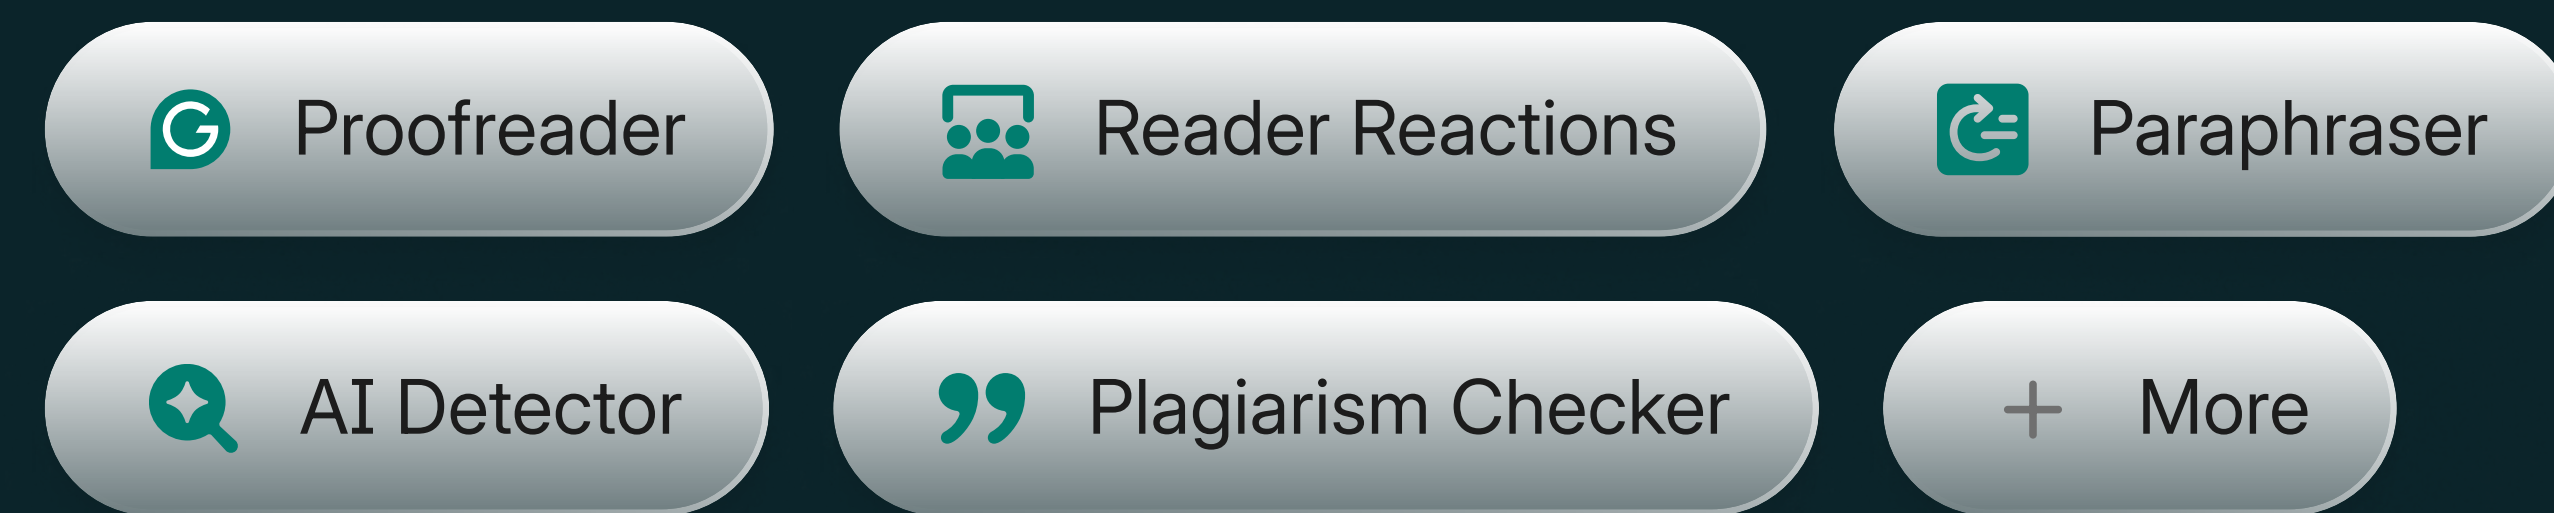 Proofreader
Reader Reactions
Paraphraser
AI Detector
Plagiarism Checker
More